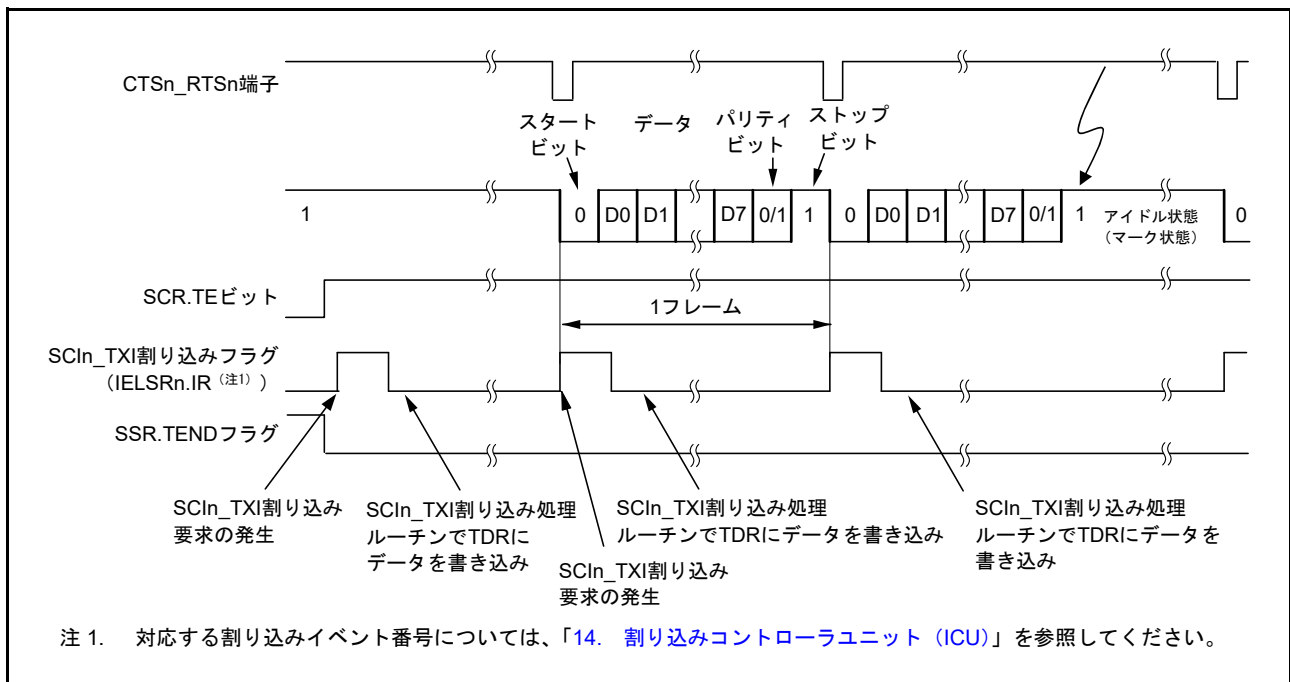 CTSn_RTSn端子
スタート
ビット
データ
パリティ
ビット
ストップ
ビット
1
0
D0
D1
D7
0/1
1
0
D0
D1
D7
0/1
1
アイドル状態
（マーク状態）
0
SCR.TEビット
1フレーム
SCIn_TXI割り込みフラグ
（IELSRn.IR（注1））
SSR.TENDフラグ
SCIn_TXI割り込み
要求の発生
SCIn_TXI割り込み処理
ルーチンでTDRに
データを書き込み
SCIn_TXI割り込み
要求の発生
SCIn_TXI割り込み処理
ルーチンでTDRにデータを書き込み
SCIn_TXI割り込み処理
ルーチンでTDRにデータを
書き込み
注 1. 対応する割り込みイベント番号については、「14. 割り込みコントローラユニット（ICU）」を参照してください。